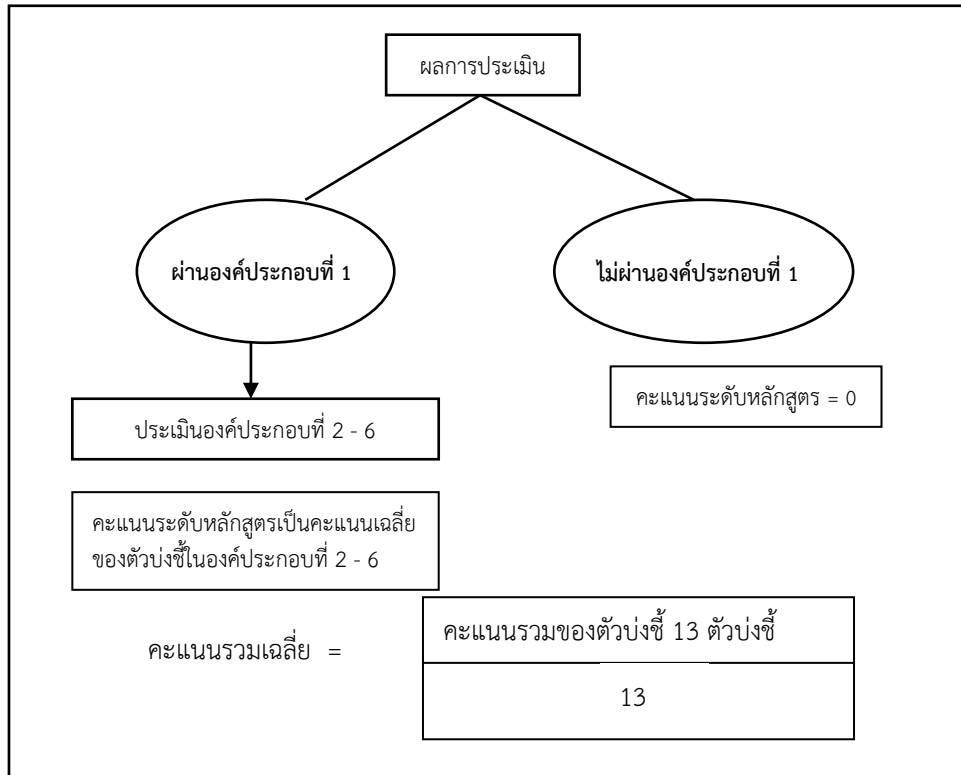 ผลการประเมิน
ผ่านองค์ประกอบที่ 1
ไม่ผ่านองค์ประกอบที่ 1
คะแนนระดับหลักสูตร = 0
ประเมินองค์ประกอบที่ 2 - 6
คะแนนระดับหลักสูตรเป็นคะแนนเฉลี่ย
ของตัวบ่งชี้ในองค์ประกอบที่ 2 - 6
คะแนนรวมของตัวบ่งชี้ 13 ตัวบ่งชี้
คะแนนรวมเฉลี่ย =
13